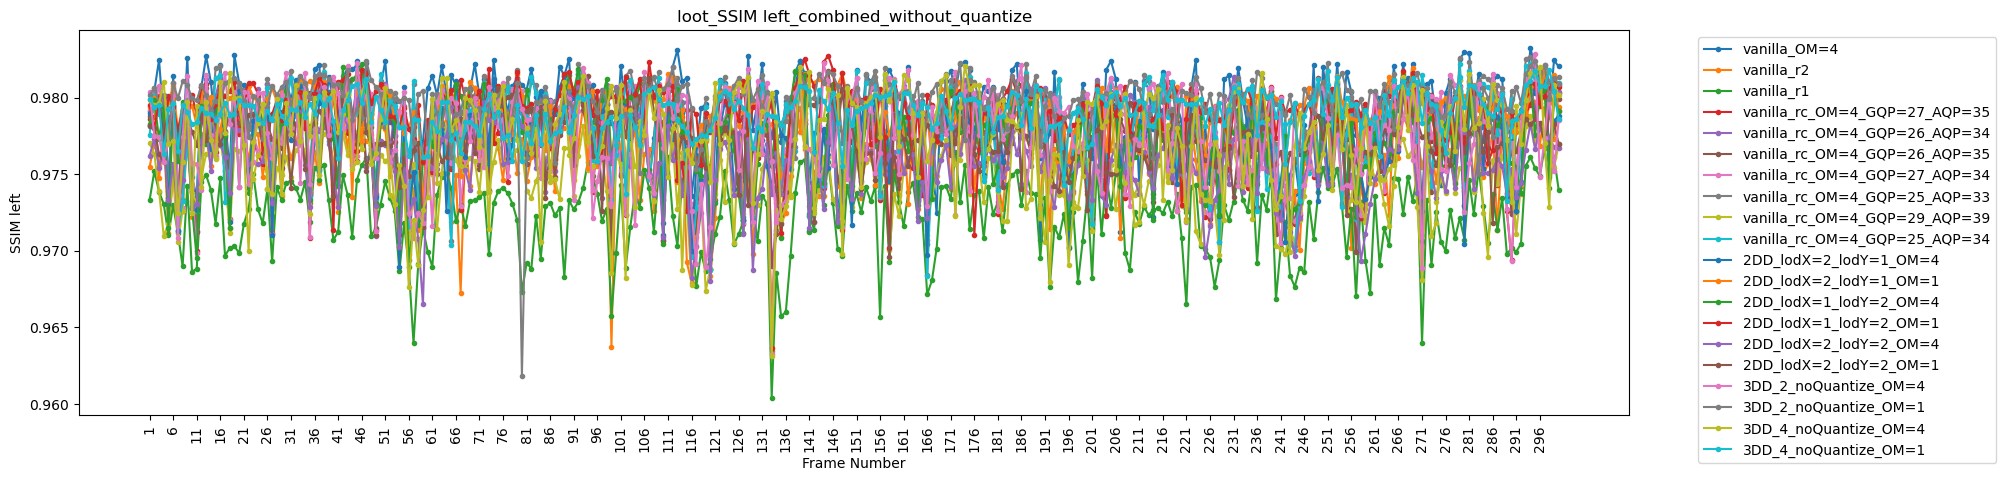 loot_SSIM left_combined_without_quantize
SSIM left
0.980
0.975
0.970
0.965
0.960
1 6 11 16 21 26 31 36 41 46 51 56 61 66 71 76 81 86 91 96 101 106 111 116 121 126 131 136 141 146 151 156 161 166 171 176 181 186 191 196 201 206 211 216 221 226 231 236 241 246 251 256 261 266 271 276 281 286 291 296
Frame Number
vanilla_OM=4
vanilla_r2
vanilla_r1
vanilla_rc_OM=4_GQP=27_AQP=35
vanilla_rc_OM=4_GQP=26_AQP=34
vanilla_rc_OM=4_GQP=26_AQP=35
vanilla_rc_OM=4_GQP=27_AQP=34
vanilla_rc_OM=4_GQP=25_AQP=33
vanilla_rc_OM=4_GQP=29_AQP=39
vanilla_rc_OM=4_GQP=25_AQP=34
2DD_lodX=2_lodY=1_OM=4
2DD_lodX=2_lodY=1_OM=1
2DD_lodX=1_lodY=2_OM=4
2DD_lodX=1_lodY=2_OM=1
2DD_lodX=2_lodY=2_OM=4
2DD_lodX=2_lodY=2_OM=1
3DD_2_noQuantize_OM=4
3DD_2_noQuantize_OM=1
3DD_4_noQuantize_OM=4
3DD_4_noQuantize_OM=1